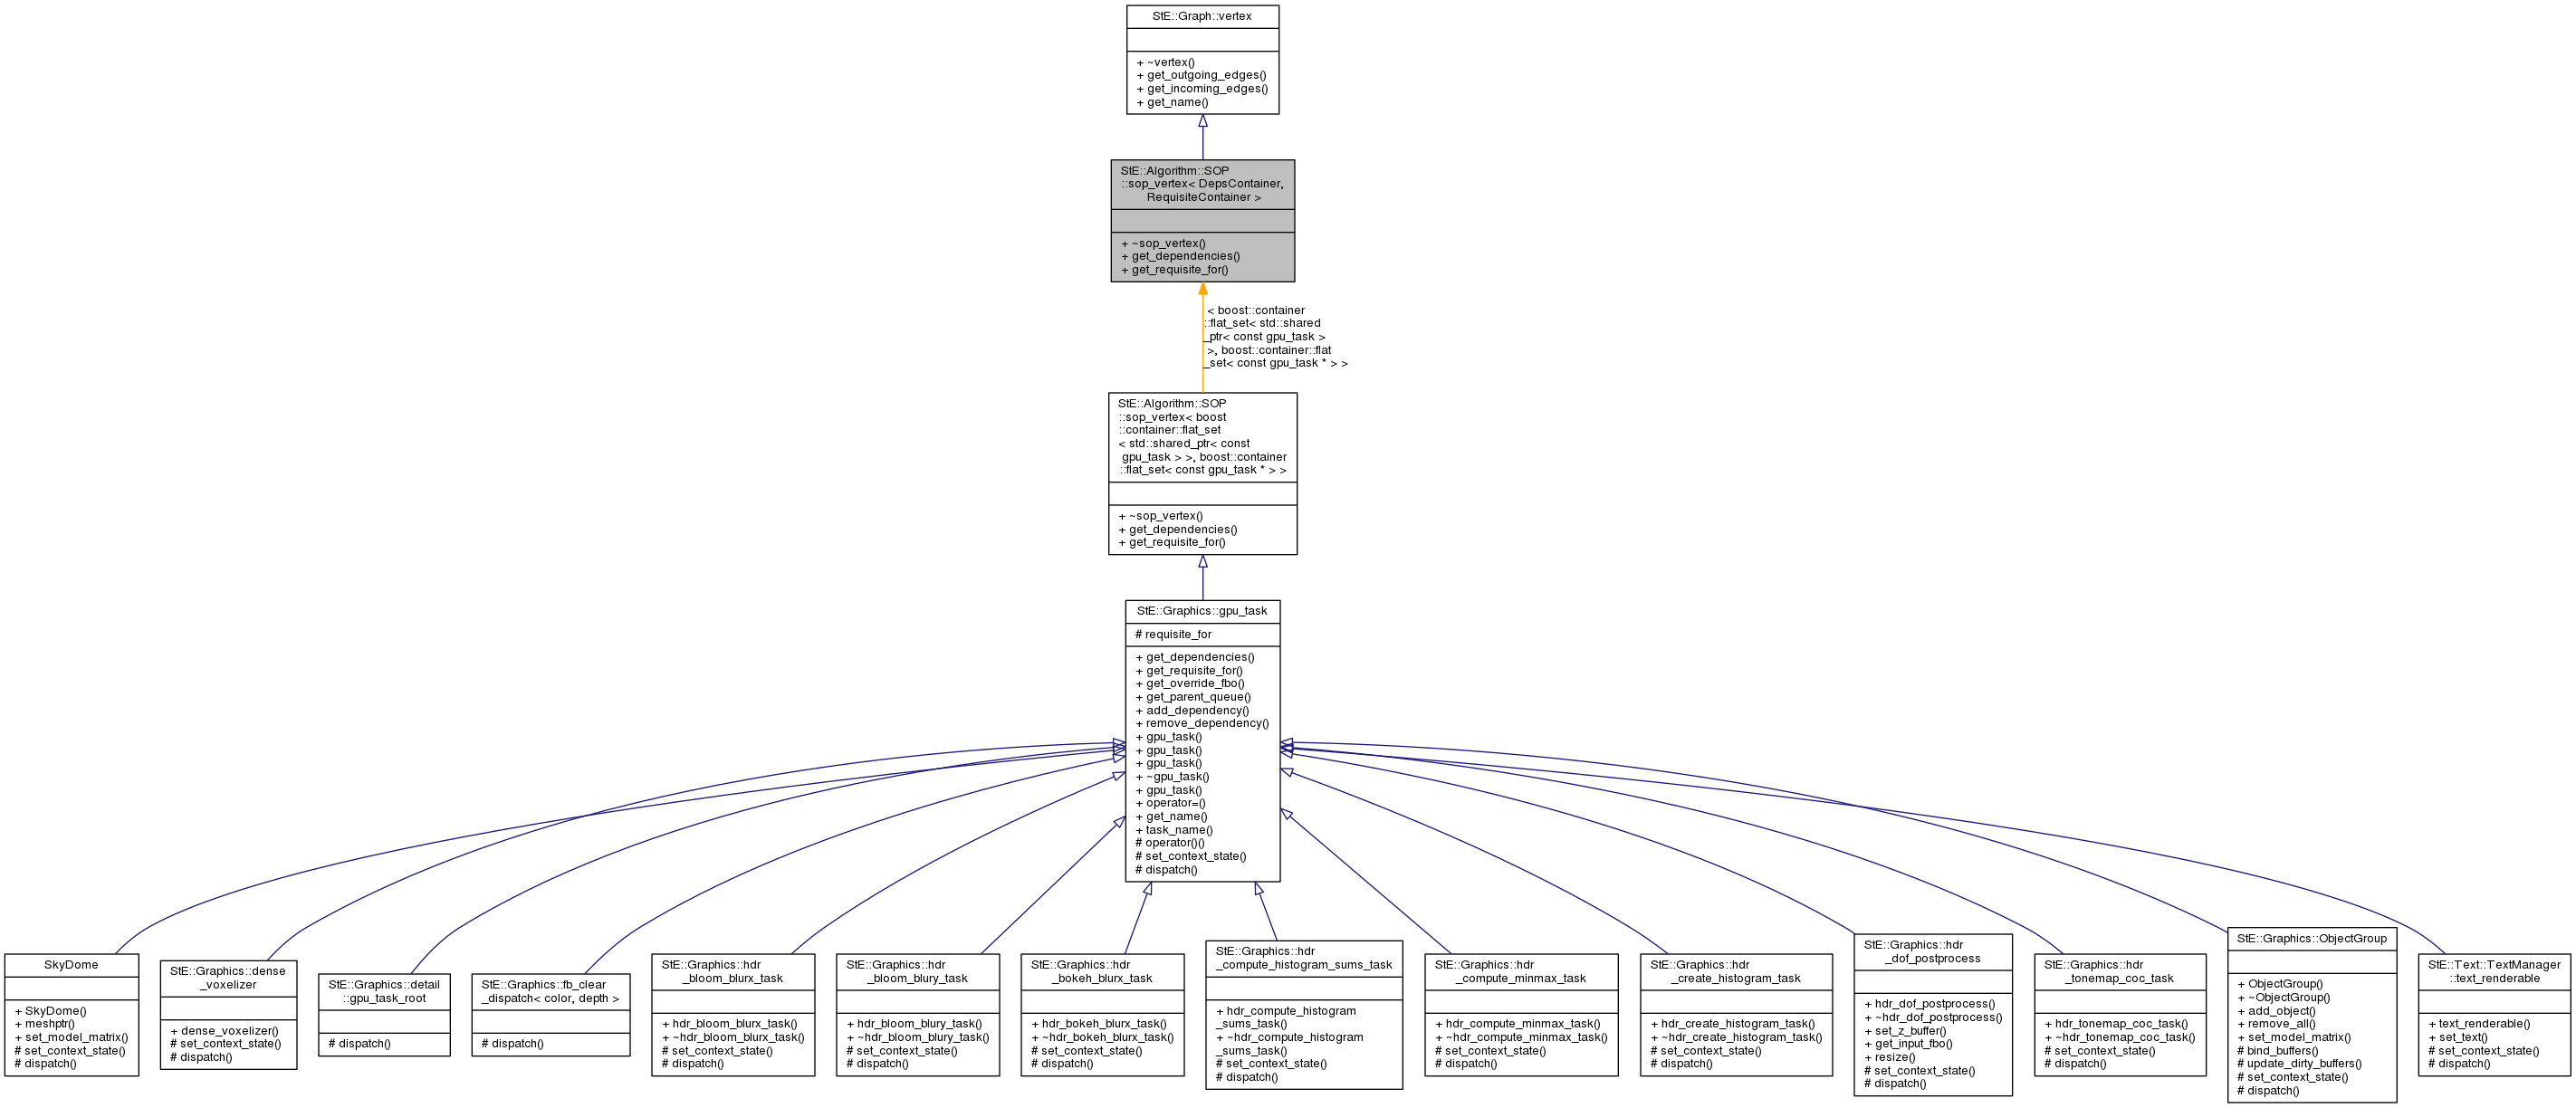 StE::Graph::vertex
+ ~vertex()
+ get_outgoing_edges()
+ get_incoming_edges()
+ get_name()
StE::Algorithm::SOP
::sop_vertex< DepsContainer,
RequisiteContainer >
+ ~sop_vertex()
+ get_dependencies()
+ get_requisite_for()
< boost::container
::flat_set< std::shared
_ptr< const gpu_task >
>, boost::container::flat
_set< const gpu_task * > >
StE::Algorithm::SOP
::sop_vertex< boost
::container::flat_set
< std::shared_ptr< const
gpu_task > >, boost::container
::flat_set< const gpu_task * > >
+ ~sop_vertex()
+ get_dependencies()
+ get_requisite_for()
StE::Graphics::gpu_task
# requisite_for
+ get_dependencies()
+ get_requisite_for()
+ get_override_fbo()
+ get_parent_queue()
+ add_dependency()
+ remove_dependency()
+ gpu_task()
+ gpu_task()
+ gpu_task()
+ ~gpu_task()
+ gpu_task()
+ operator=()
+ get_name()
+ task_name()
# operator()()
# set_context_state()
# dispatch()
SkyDome
+ SkyDome()
+ meshptr()
+ set_model_matrix()
# set_context_state()
# dispatch()
StE::Graphics::dense
_voxelizer
+ dense_voxelizer()
# set_context_state()
# dispatch()
StE::Graphics::detail
::gpu_task_root
# dispatch()
StE::Graphics::fb_clear
_dispatch< color, depth >
# dispatch()
StE::Graphics::hdr
_bloom_blurx_task
+ hdr_bloom_blurx_task()
+ ~hdr_bloom_blurx_task()
# set_context_state()
# dispatch()
StE::Graphics::hdr
_bloom_blury_task
+ hdr_bloom_blury_task()
+ ~hdr_bloom_blury_task()
# set_context_state()
# dispatch()
StE::Graphics::hdr
_bokeh_blurx_task
+ hdr_bokeh_blurx_task()
+ ~hdr_bokeh_blurx_task()
# set_context_state()
# dispatch()
StE::Graphics::hdr
_compute_histogram_sums_task
+ hdr_compute_histogram
_sums_task()
+ ~hdr_compute_histogram
_sums_task()
# set_context_state()
# dispatch()
StE::Graphics::hdr
_compute_minmax_task
+ hdr_compute_minmax_task()
+ ~hdr_compute_minmax_task()
# set_context_state()
# dispatch()
StE::Graphics::hdr
_create_histogram_task
+ hdr_create_histogram_task()
+ ~hdr_create_histogram_task()
# set_context_state()
# dispatch()
StE::Graphics::hdr
_dof_postprocess
+ hdr_dof_postprocess()
+ ~hdr_dof_postprocess()
+ set_z_buffer()
+ get_input_fbo()
+ resize()
# set_context_state()
# dispatch()
StE::Graphics::hdr
_tonemap_coc_task
+ hdr_tonemap_coc_task()
+ ~hdr_tonemap_coc_task()
# set_context_state()
# dispatch()
StE::Graphics::ObjectGroup
+ ObjectGroup()
+ ~ObjectGroup()
+ add_object()
+ remove_all()
+ set_model_matrix()
# bind_buffers()
# update_dirty_buffers()
# set_context_state()
# dispatch()
StE::Text::TextManager
::text_renderable
+ text_renderable()
+ set_text()
# set_context_state()
# dispatch()